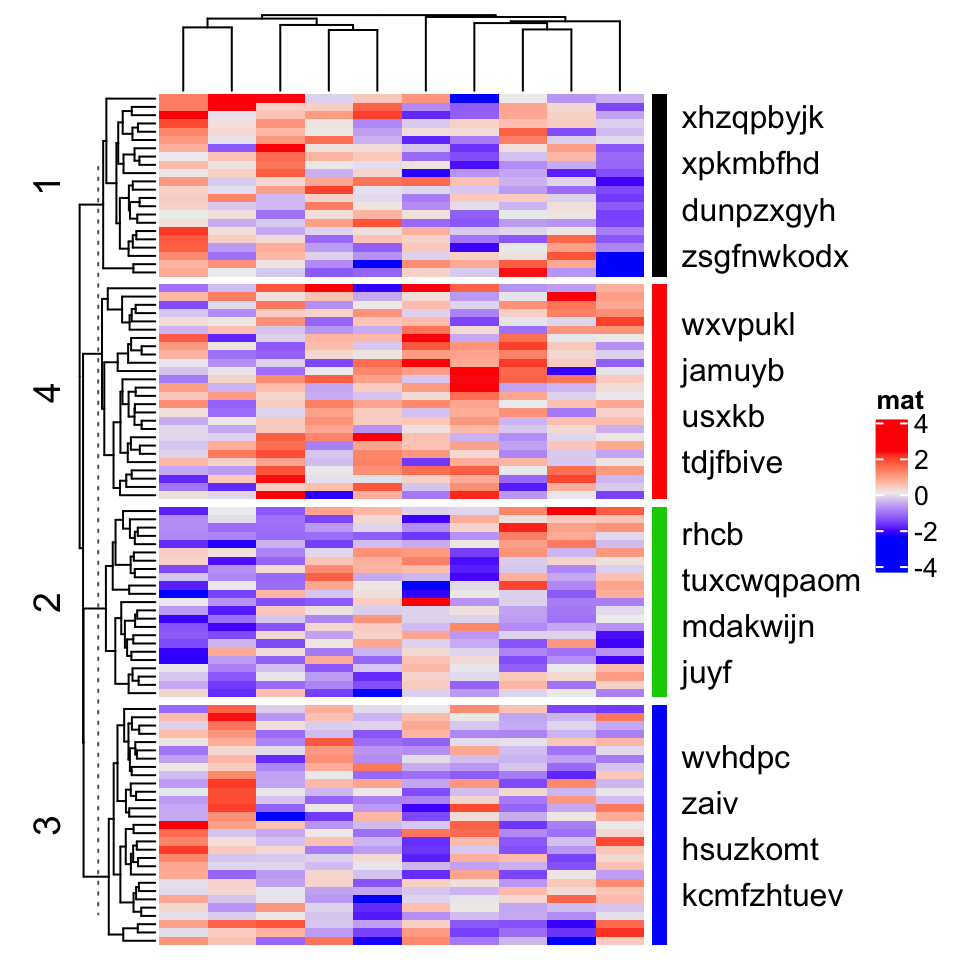 1
xhzqpbyjk
xpkmbfhd
dunpzxgyh
zsgfnwkodx
4
wxvpukl
jamuyb
usxkb
tdjfbive
2
rhcb
tuxcwqpaom
mdakwijn
juyf
3
wvhdpc
zaiv
hsuzkomt
kcmfzhtuev
mat
4
2
0
-2
-4